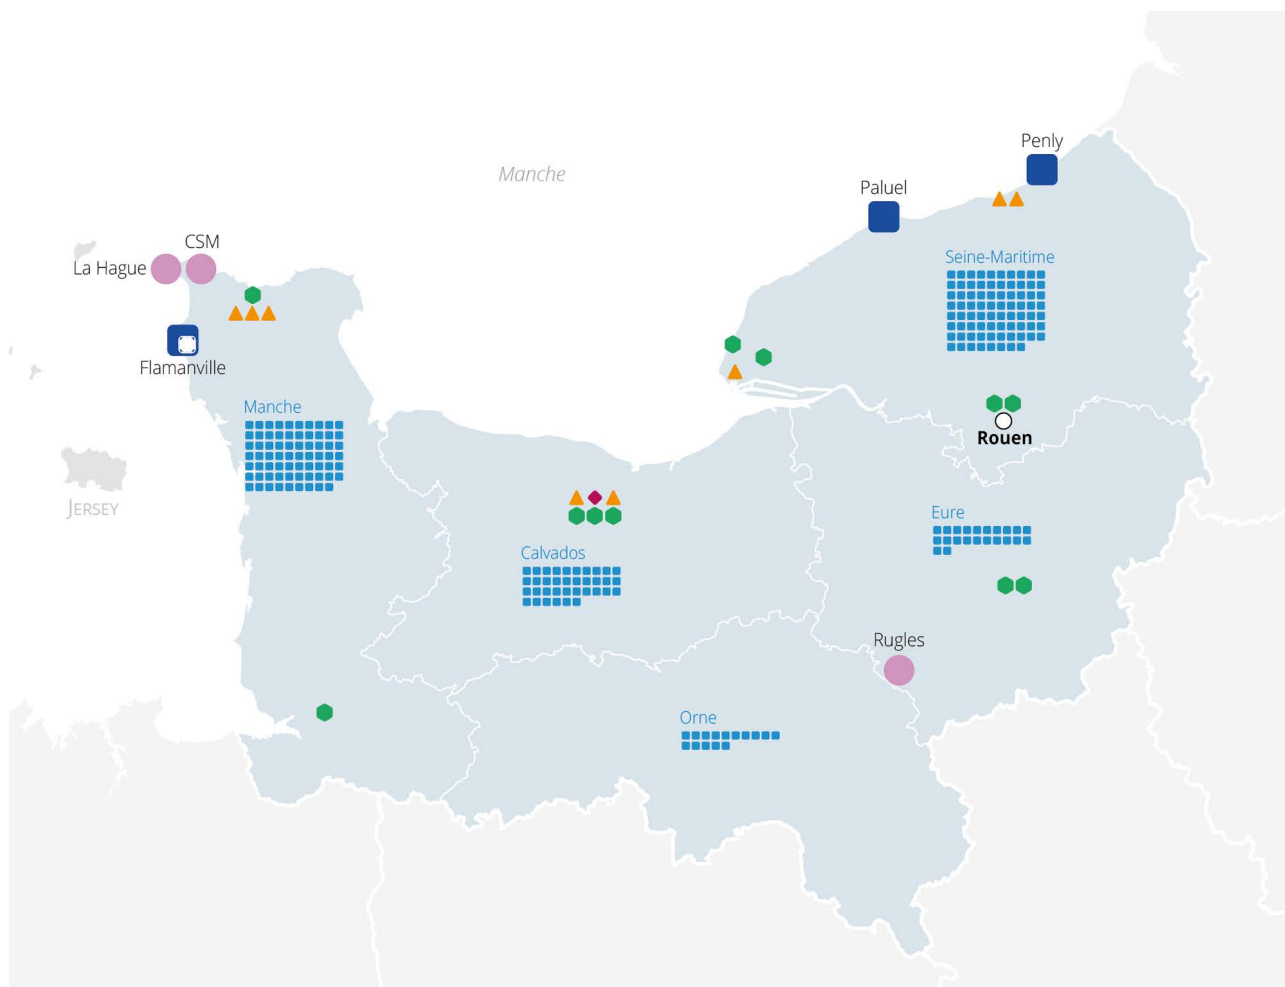 Penly
Manche
Paluel
CSM
La Hague
Seine-Maritime
Flamanville
Manche
Rouen
JERSEY
Eure
Calvados
Rugles
Orne